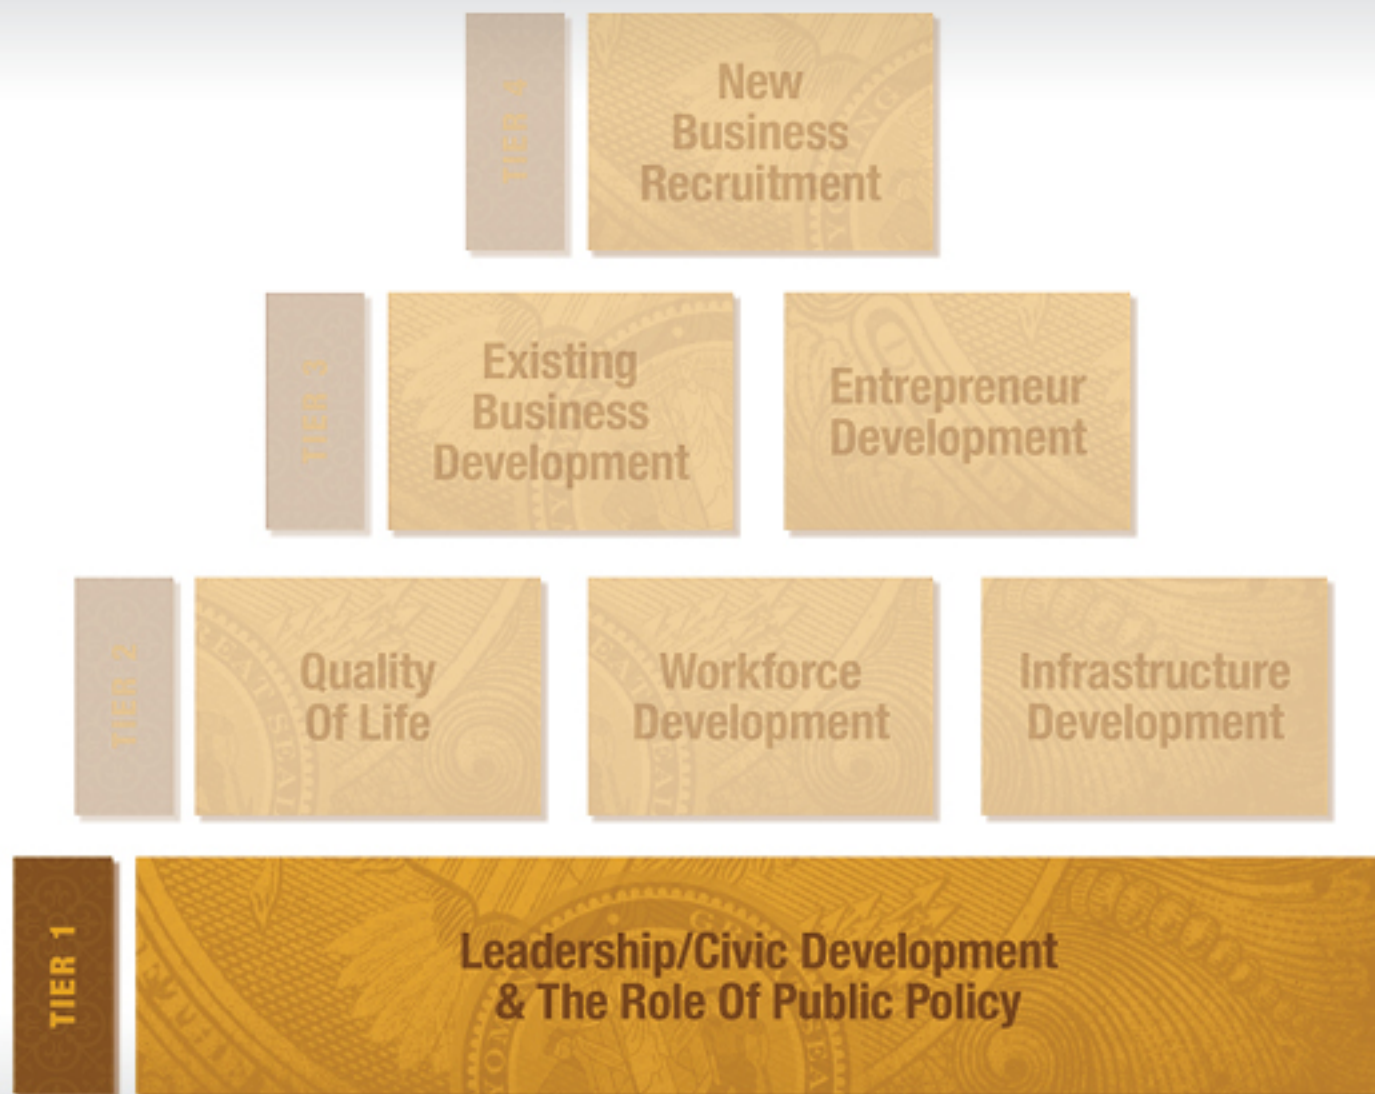 TIER 4
New
Business
Recruitment
TIER 3
Existing
Business
Development
Entrepreneur
Development
TIER 2
Quality
Of Life
Workforce
Development
Infrastructure
Development
TIER 1
Leadership/Civic Development
& The Role Of Public Policy